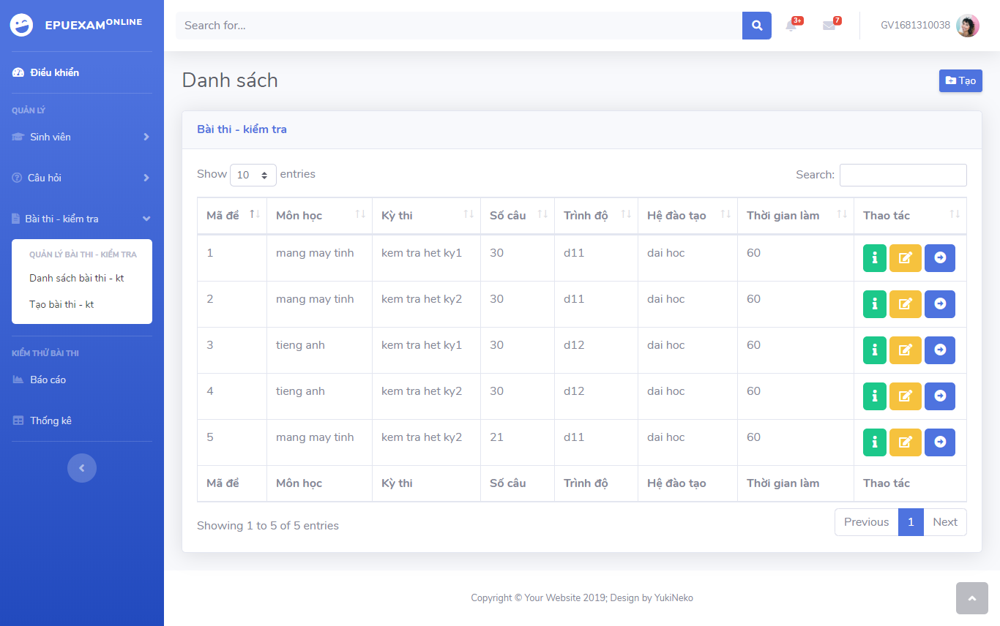 EPUEXAMONLINE
Search for...
3+
7
GV1681310038
Điều khiển
QUẢN LÝ
Sinh viên
Câu hỏi
Bài thi - kiểm tra
QUẢN LÝ BÀI THI - KIỂM TRA
Danh sách bài thi - kt
Tạo bài thi - kt
KIỂM THỬ BÀI THI
Báo cáo
Thống kê
Danh sách
Tạo
Bài thi - kiểm tra
Show 10 entries
Search:
Mã đề Môn học Kỳ thi Số câu Trình độ Hệ đào tạo Thời gian làm Thao tác
1 mang may tinh kem tra het ky1 30 d11 dai hoc 60
2 mang may tinh kem tra het ky2 30 d11 dai hoc 60
3 tieng anh kem tra het ky1 30 d12 dai hoc 60
4 tieng anh kem tra het ky2 30 d12 dai hoc 60
5 mang may tinh kem tra het ky2 21 d11 dai hoc 60
Mã đề Môn học Kỳ thi Số câu Trình độ Hệ đào tạo Thời gian làm Thao tác
Showing 1 to 5 of 5 entries
Previous 1 Next
Copyright © Your Website 2019; Design by YukiNeko